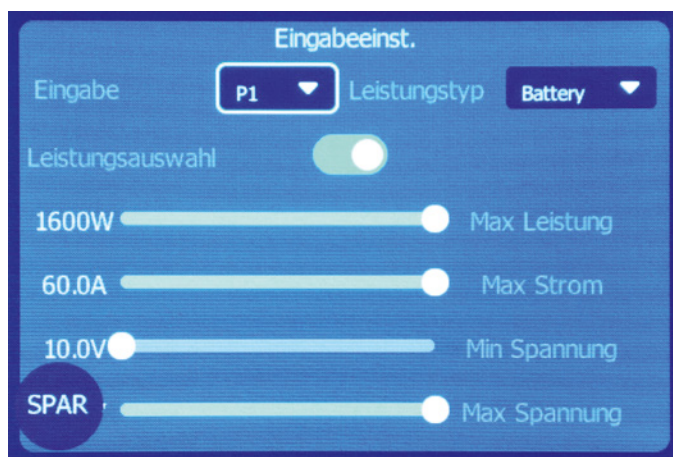 Eingabeeinst.
Eingabe P1 Leistungstyp Battery
Leistungsauswahl
1600W Max Leistung
60.0A Max Strom
10.0V Min Spannung
SPAR Max Spannung